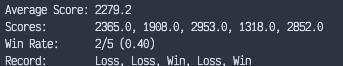 Average Score: 2279.2
Scores: 2365.0, 1908.0, 2953.0, 1318.0, 2852.0
Win Rate: 2/5 (0.40)
Record: Loss, Loss, Win, Loss, Win